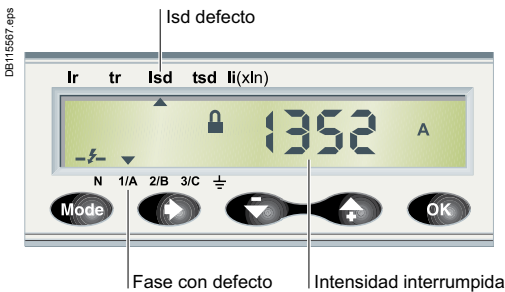 DB115567.eps
Isd defecto
Ir tr Isd tsd Ii(xIn)
1352 A
N 1/A 2/B 3/C
Mode OK
Fase con defecto Intensidad interrumpida